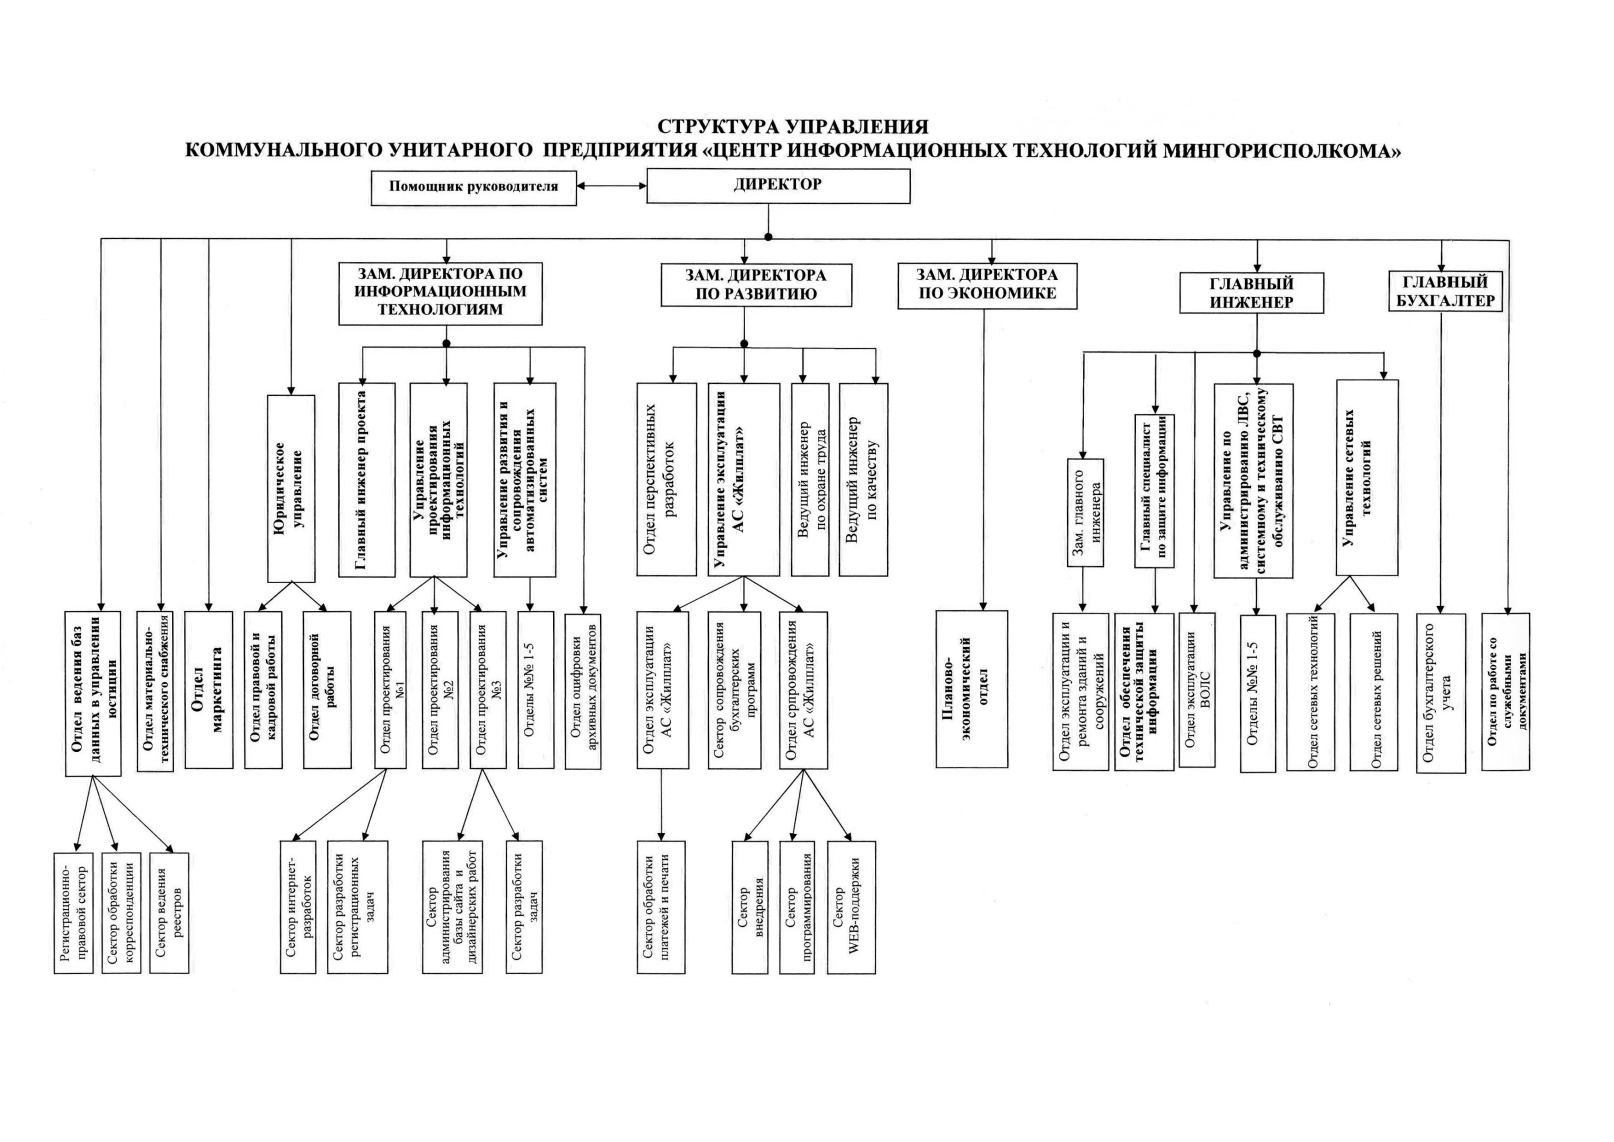 СТРУКТУРА УПРАВЛЕНИЯ
КОММУНАЛЬНОГО УНИТАРНОГО ПРЕДПРИЯТИЯ «ЦЕНТР ИНФОРМАЦИОННЫХ ТЕХНОЛОГИЙ МИНГОРИСПОЛКОМА»
Помощник руководителя
ДИРЕКТОР
ЗАМ. ДИРЕКТОРА ПО
ИНФОРМАЦИОННЫМ
ТЕХНОЛОГИЯМ
ЗАМ. ДИРЕКТОРА
ПО РАЗВИТИЮ
ЗАМ. ДИРЕКТОРА
ПО ЭКОНОМИКЕ
ГЛАВНЫЙ
ИНЖЕНЕР
ГЛАВНЫЙ
БУХГАЛТЕР
Юридическое
управление
Главный инженер проекта
Управление
проектирования
информационных
технологий
Управление развития и
сопровождения
автоматизированных
систем
Отдел перспективных
разработок
Управление эксплуатации
АС «Жилплат»
Ведущий инженер
по охране труда
Ведущий инженер
по качеству
Зам. главного
инженера
Главный специалист
по защите информации
Управление по
администрированию ЛВС,
системному и техническому
обслуживанию СВТ
Управление сетевых
технологий
Отдел ведения баз
данных в управлении
юстиции
Отдел материально-
технического снабжения
Отдел
маркетинга
Отдел правовой и
кадровой работы
Отдел договорной
работы
Отдел проектирования
№1
Отдел проектирования
№2
Отдел проектирования
№3
Отделы №№ 1-5
Отдел оцифровки
архивных документов
Отдел эксплуатации
АС «Жилплат»
Сектор сопровождения
бухгалтерских
программ
Отдел српровождения
АС «Жилплат»
Планово-
экономический
отдел
Отдел эксплуатации и
ремонта зданий и
сооружений
Отдел обеспечения
технической защиты
информации
Отдел эксплуатации
ВОЛС
Отделы №№ 1-5
Отдел сетевых технологий
Отдел сетевых решений
Отдел бухгалтерского
учета
Отдел по работе со
служебными
документами
Регистрационно-
правовой сектор
Сектор обработки
корреспонденции
Сектор ведения
реестров
Сектор интернет-
разработок
Сектор разработки
регистрационных
задач
Сектор
администрирования
базы сайта и
дизайнерских работ
Сектор разработки
задач
Сектор обработки
платежей и печати
Сектор
внедрения
Сектор
программирования
Сектор
WEB-поддержки